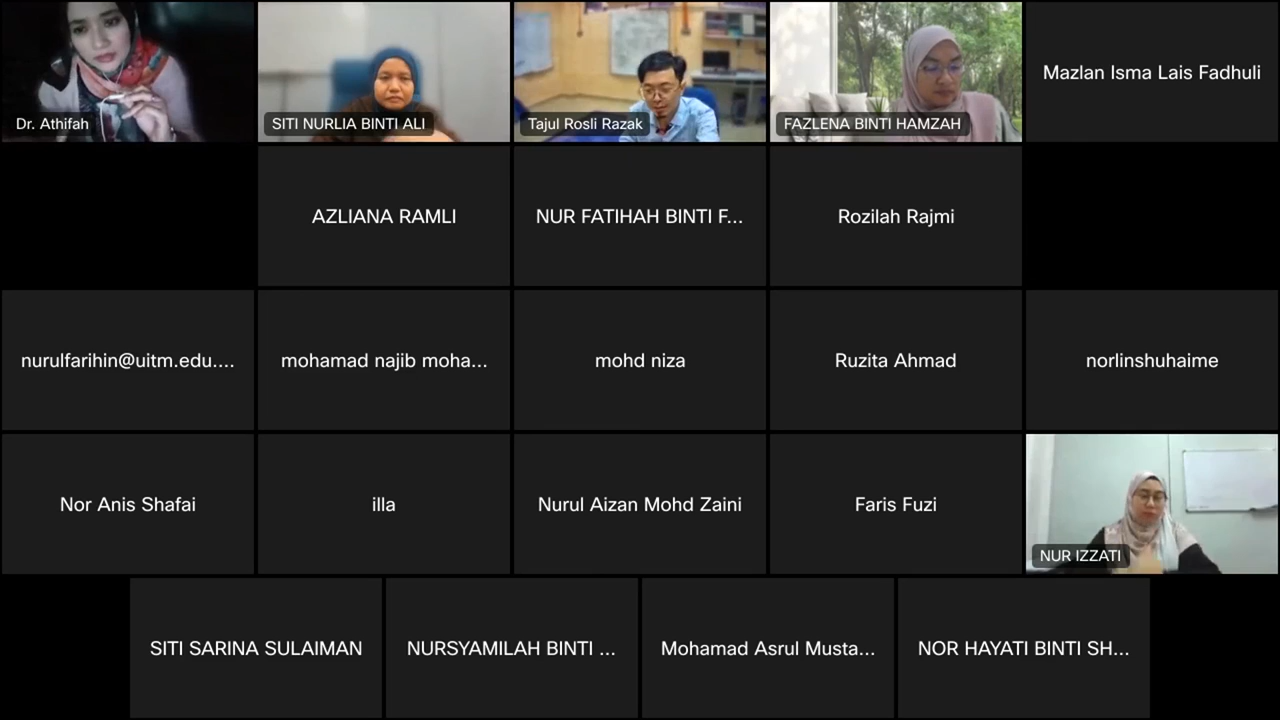 Dr. Athifah
SITI NURLIA BINTI ALI
Tajul Rosli Razak
FAZLENA BINTI HAMZAH
Mazlan Isma Lais Fadhuli
AZLIANA RAMLI
NUR FATIHAH BINTI F...
Rozilah Rajmi
nurulfarihin@uitm.edu....
mohamad najib moha...
mohd niza
Ruzita Ahmad
norlinshuhaime
Nor Anis Shafai
illa
Nurul Aizan Mohd Zaini
Faris Fuzi
NUR IZZATI
SITI SARINA SULAIMAN
NURSYAMILAH BINTI ...
Mohamad Asrul Musta...
NOR HAYATI BINTI SH...